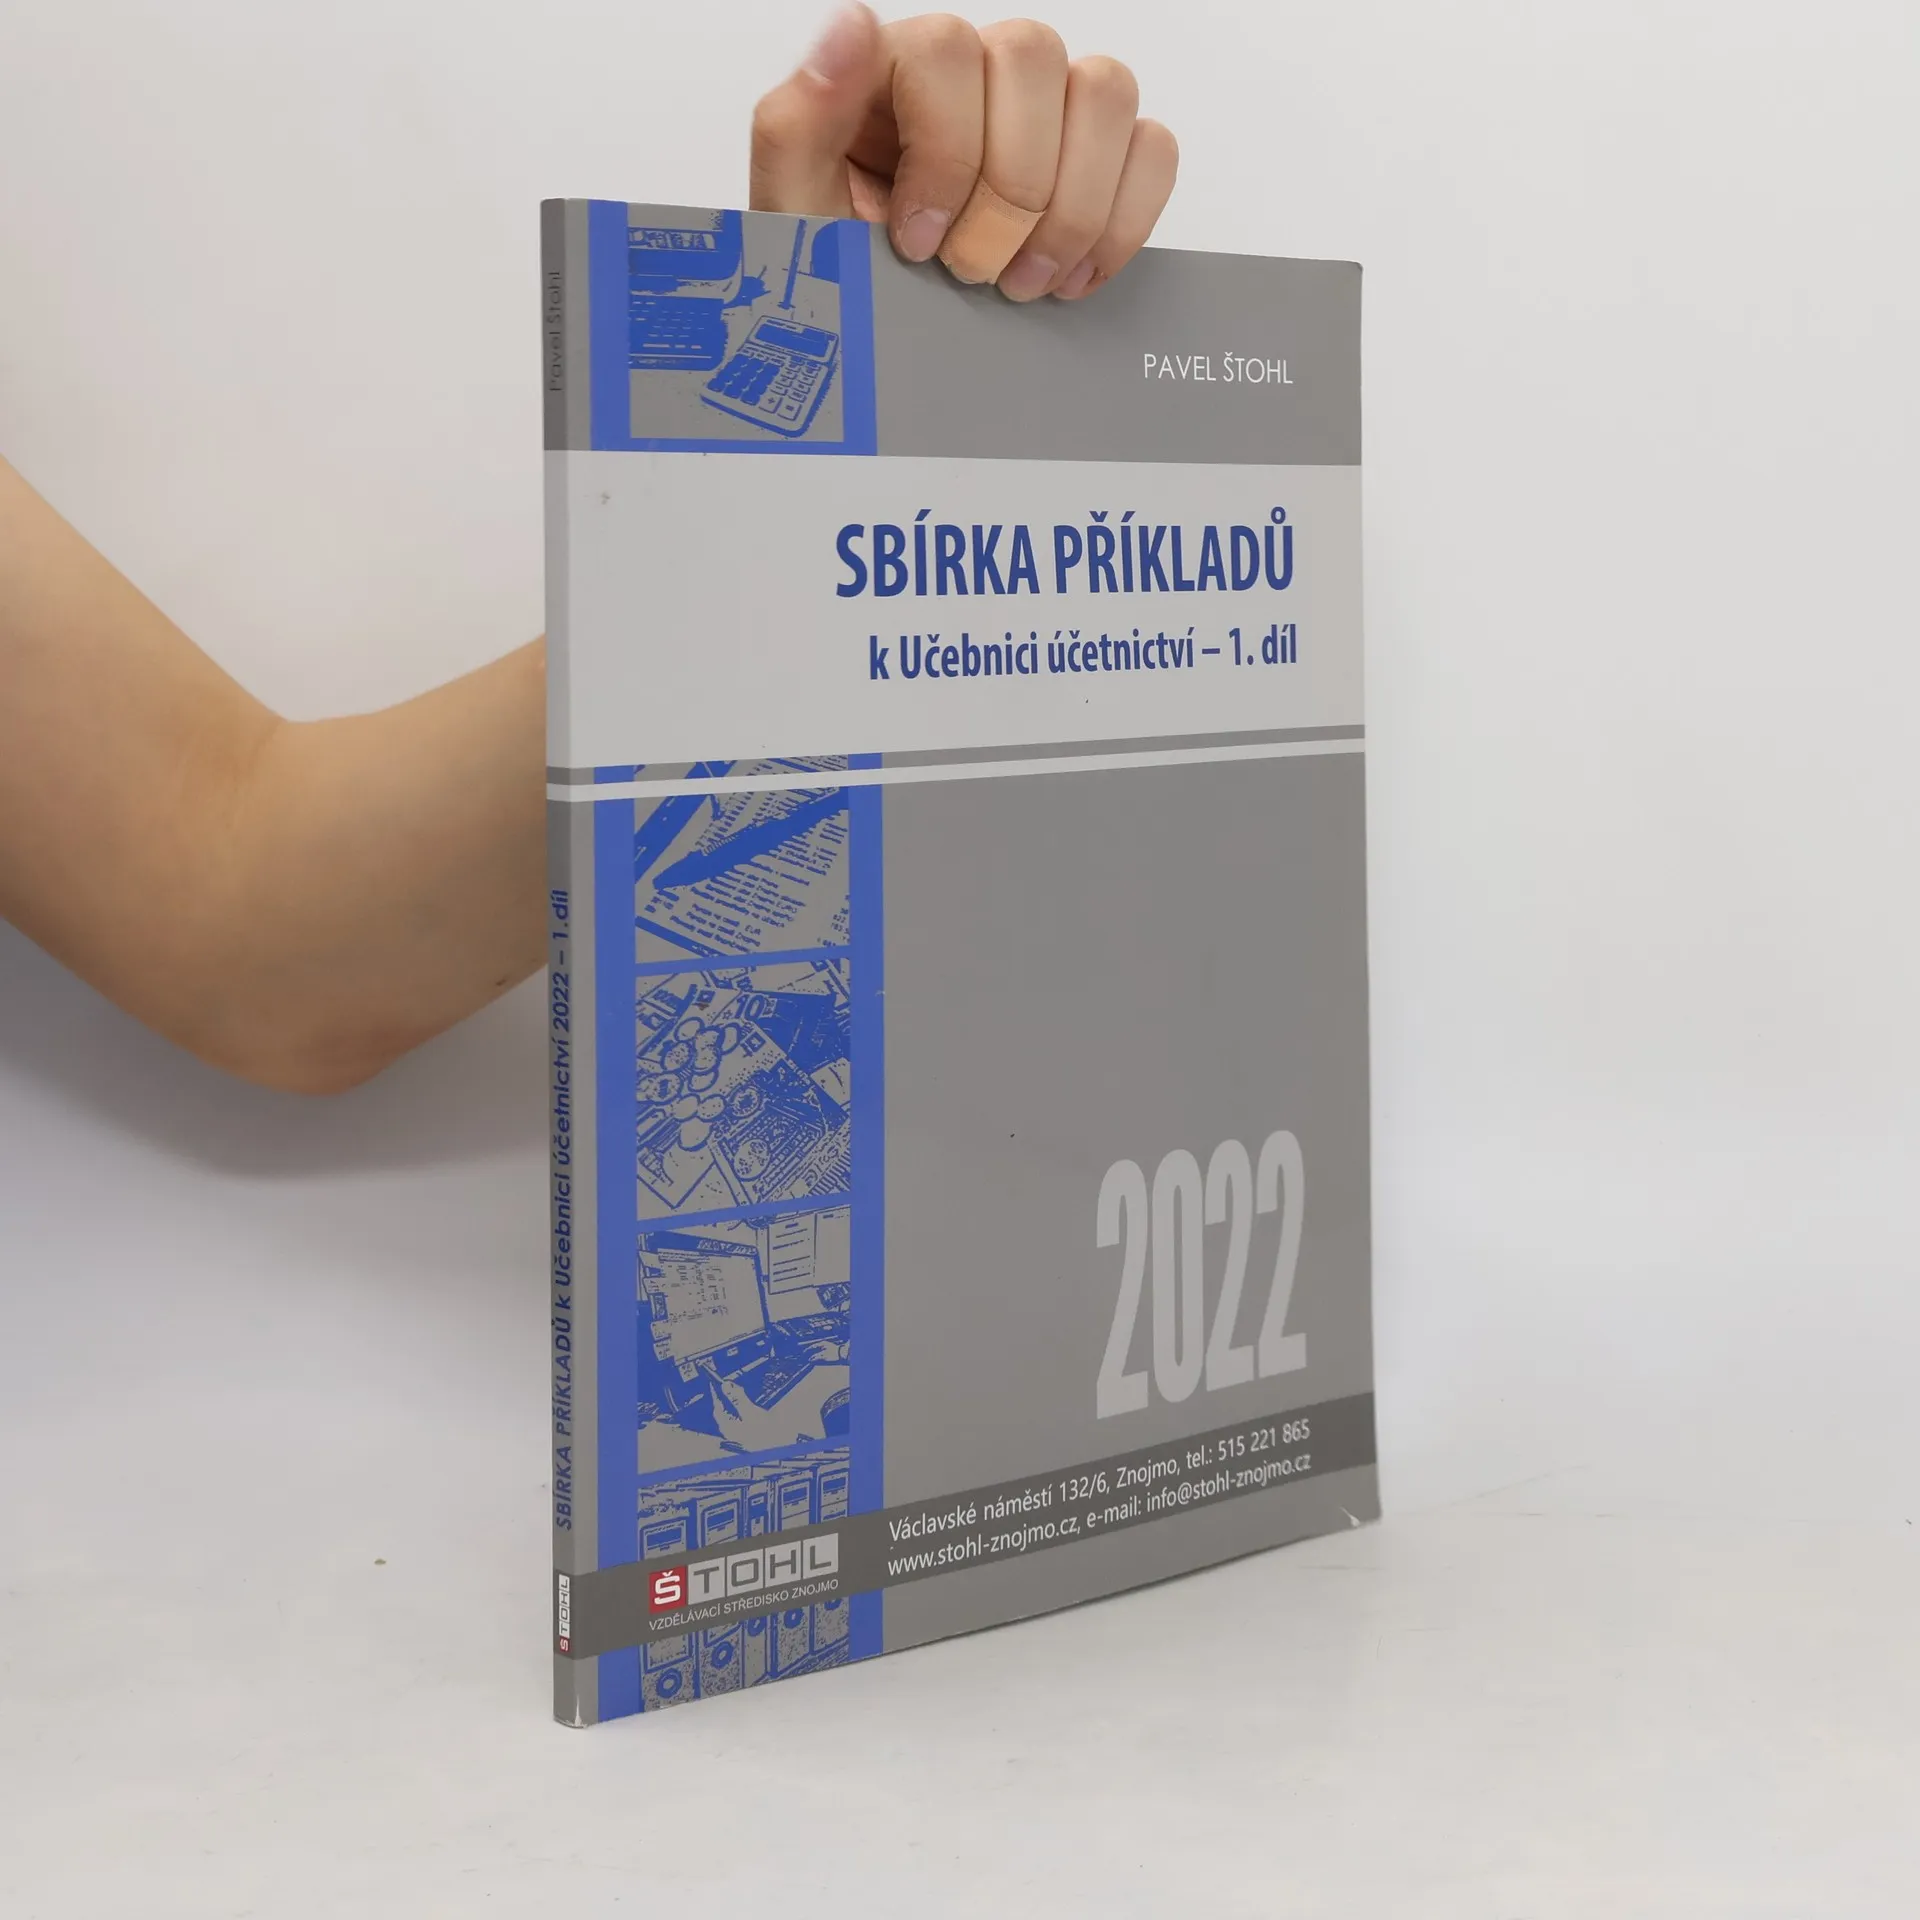 PAVEL ŠTOHL
SBÍRKA PŘÍKLADŮ
k Učebnici účetnictví – 1. díl
2022
Václavské náměstí 132/6, Znojmo, tel.: 515 221 865
www.stohl-znojmo.cz, e-mail: info@stohl-znojmo.cz
ŠTOHL
VZDĚLÁVACÍ STŘEDISKO ZNOJMO
Pavel Štohl
SBÍRKA PŘÍKLADŮ k Učebnici účetnictví 2022 – 1. díl
ŠTOHL